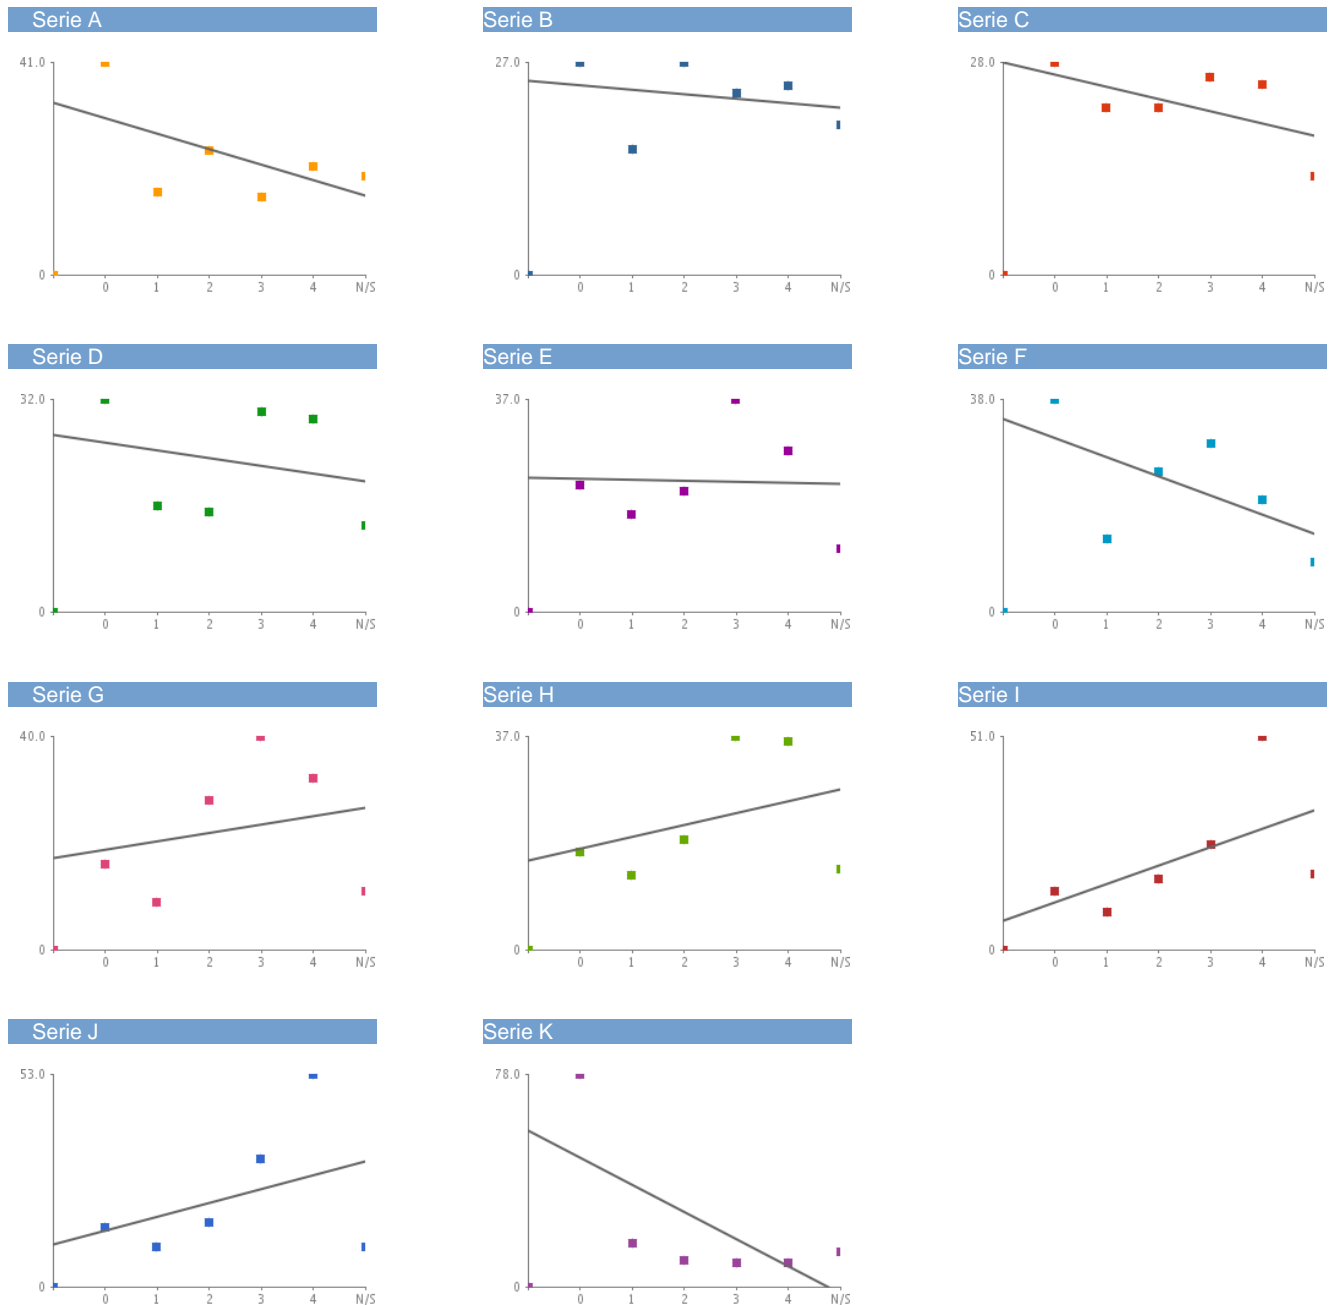 Serie A
41.0
0
0 1 2 3 4 N/S
Serie B
27.0
0
0 1 2 3 4 N/S
Serie C
28.0
0
0 1 2 3 4 N/S
Serie D
32.0
0
0 1 2 3 4 N/S
Serie E
37.0
0
0 1 2 3 4 N/S
Serie F
38.0
0
0 1 2 3 4 N/S
Serie G
40.0
0
0 1 2 3 4 N/S
Serie H
37.0
0
0 1 2 3 4 N/S
Serie I
51.0
0
0 1 2 3 4 N/S
Serie J
53.0
0
0 1 2 3 4 N/S
Serie K
78.0
0
0 1 2 3 4 N/S